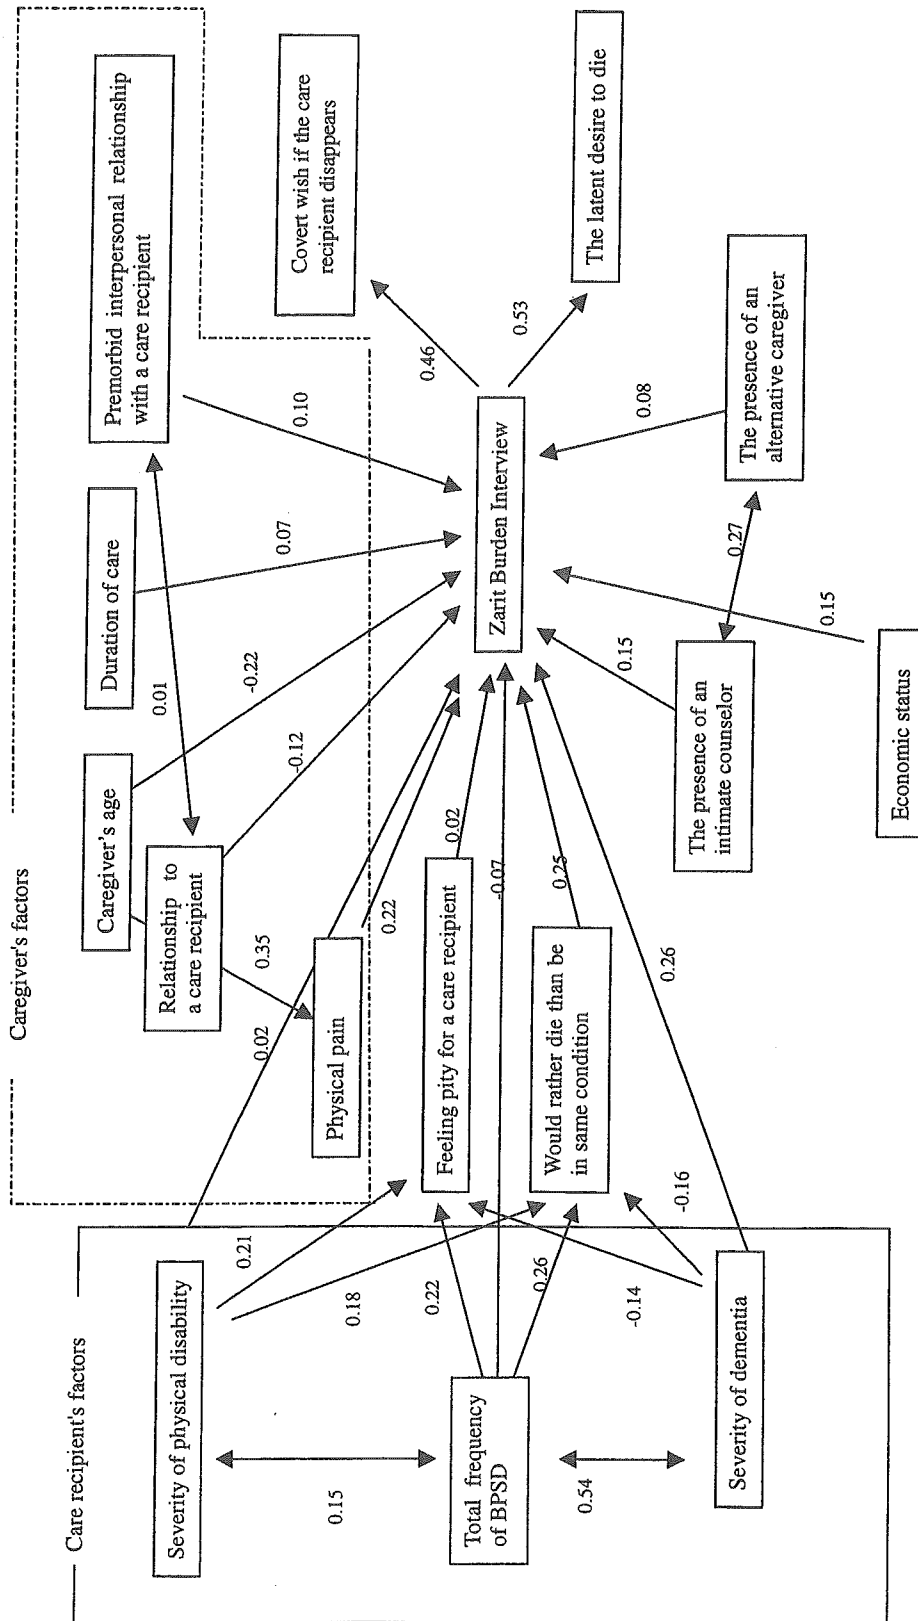 Caregiver's factors
Caregiver's age
Duration of care
Premorbid interpersonal relationship
with a care recipient
Relationship to
a care recipient
Physical pain
0.01
0.35
0.02
-0.22
-0.12
0.07
0.10
0.22
Care recipient's factors
Severity of physical disability
0.15
Total frequency
of BPSD
0.54
Severity of dementia
0.21
0.18
0.22
0.26
-0.14
-0.16
Feeling pity for a care recipient
Would rather die than be
in same condition
0.02
-0.07
0.25
0.26
Zarit Burden Interview
0.46
0.53
Covert wish if the care
recipient disappears
The latent desire to die
0.15
0.08
0.27
0.15
The presence of an
intimate counselor
The presence of an
alternative caregiver
Economic status